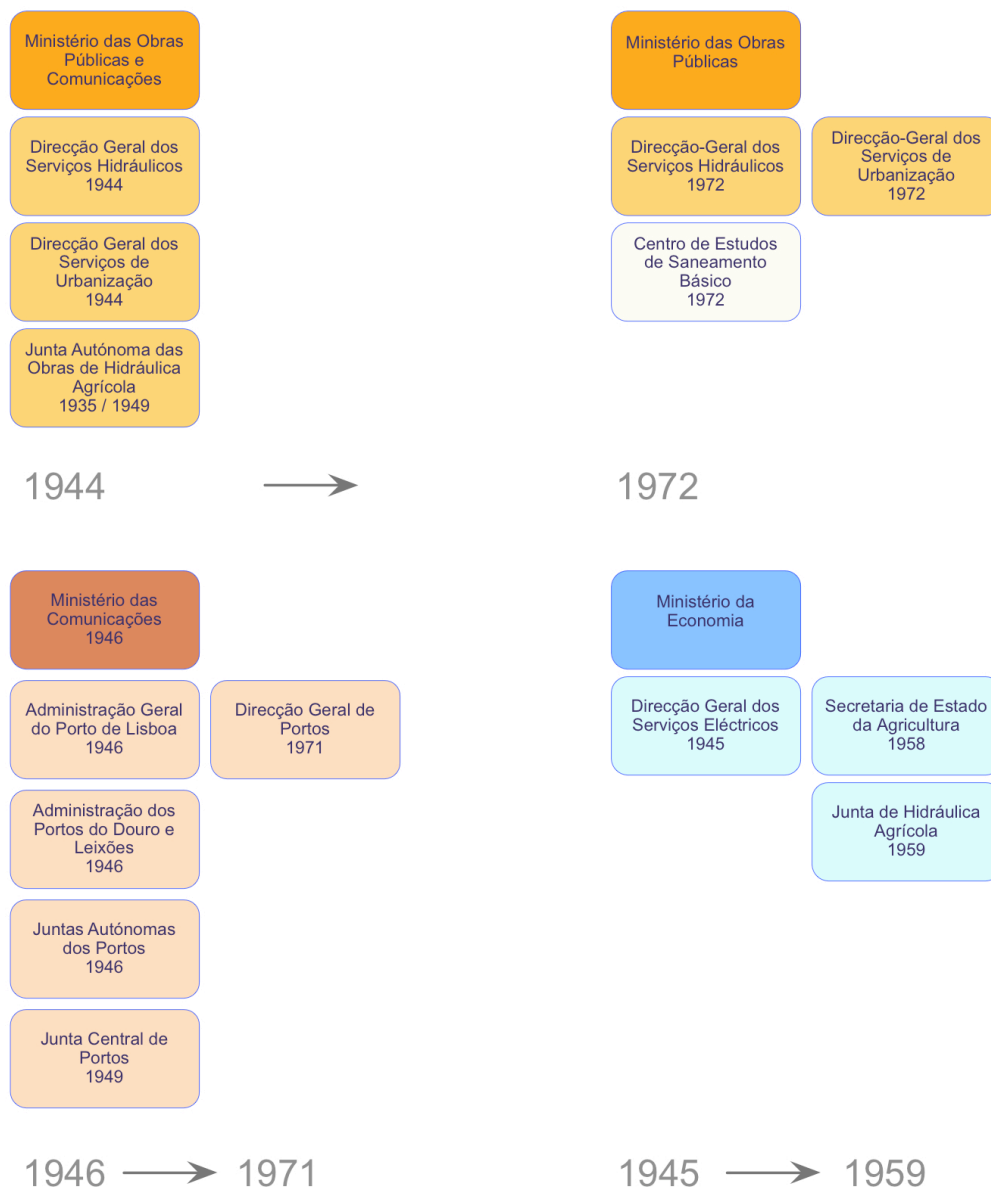 Ministério das Obras
Públicas e
Comunicações
Direcção Geral dos
Serviços Hidráulicos
1944
Direcção Geral dos
Serviços de
Urbanização
1944
Junta Autónoma das
Obras de Hidráulica
Agrícola
1935 / 1949
1944
Ministério das Obras
Públicas
Direcção-Geral dos
Serviços Hidráulicos
1972
Direcção-Geral dos
Serviços de
Urbanização
1972
Centro de Estudos
de Saneamento
Básico
1972
1972
Ministério das
Comunicações
1946
Administração Geral
do Porto de Lisboa
1946
Direcção Geral de
Portos
1971
Administração dos
Portos do Douro e
Leixões
1946
Juntas Autónomas
dos Portos
1946
Junta Central de
Portos
1949
1946
1971
Ministério da
Economia
Direcção Geral dos
Serviços Eléctricos
1945
Secretaria de Estado
da Agricultura
1958
Junta de Hidráulica
Agrícola
1959
1945
1959